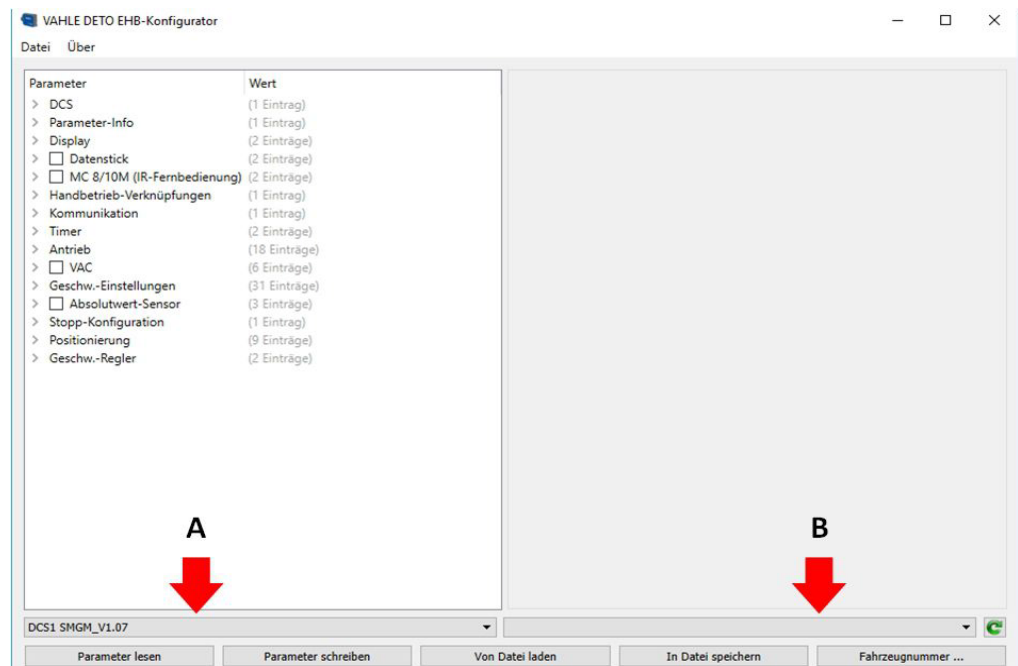 VAHLE DETO EHB-Konfigurator
Datei Über
Parameter Wert
DCS (1 Eintrag)
Parameter-Info (1 Eintrag)
Display (2 Einträge)
Datenstick (2 Einträge)
MC 8/10M (IR-Fernbedienung) (2 Einträge)
Handbetrieb-Verknüpfungen (1 Eintrag)
Kommunikation (1 Eintrag)
Timer (2 Einträge)
Antrieb (18 Einträge)
VAC (6 Einträge)
Geschw.-Einstellungen (31 Einträge)
Absolutwert-Sensor (3 Einträge)
Stopp-Konfiguration (1 Eintrag)
Positionierung (9 Einträge)
Geschw.-Regler (2 Einträge)
A B
DCS1 SMGM_V1.07
Parameter lesen Parameter schreiben Von Datei laden In Datei speichern Fahrzeugnummer ...